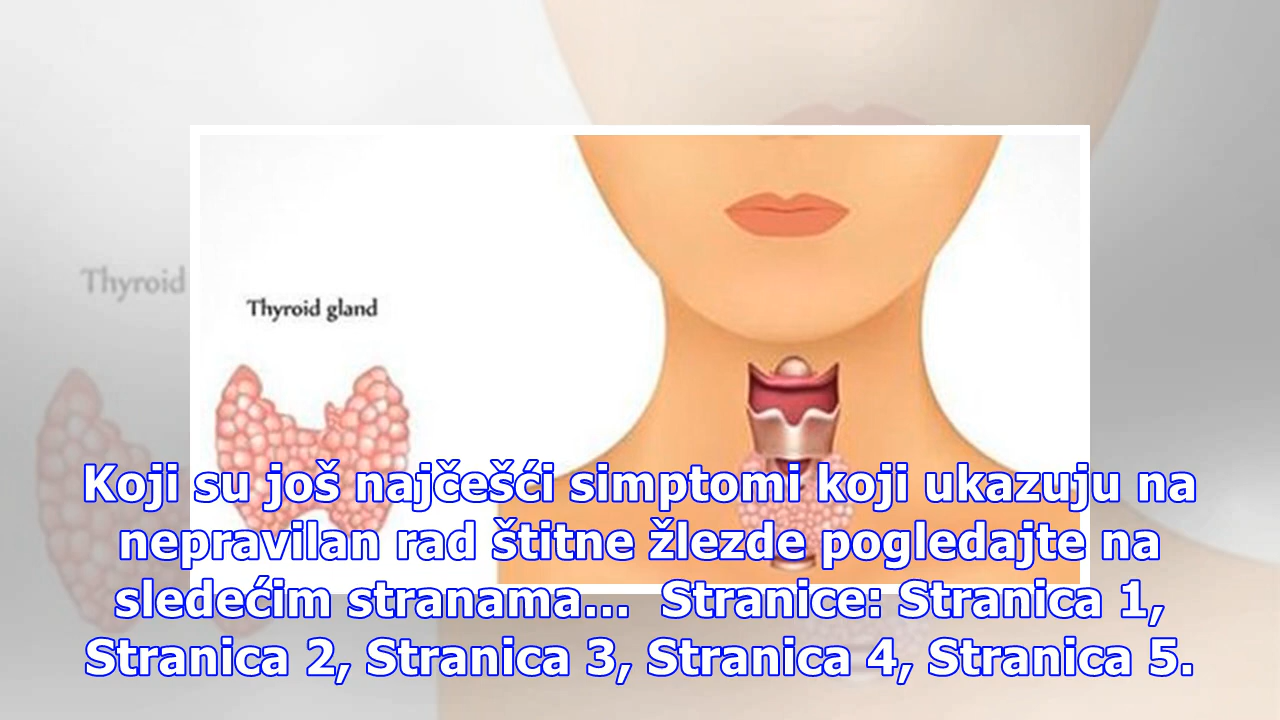 Thyroid
Thyroid gland
Koji su još najčešći simptomi koji ukazuju na
nepravilan rad štitne žlezde pogledajte na
sledećim stranama...  Stranice: Stranica 1,
Stranica 2, Stranica 3, Stranica 4, Stranica 5.